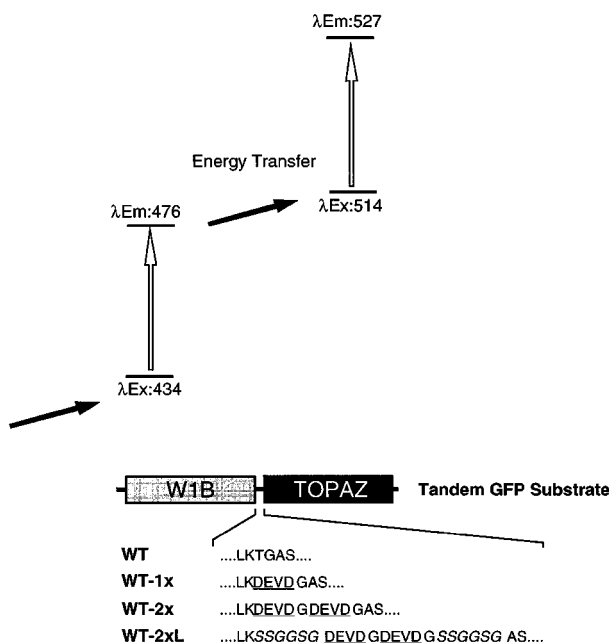 λEm:527
Energy Transfer
λEx:514
λEm:476
λEx:434
W1B TOPAZ Tandem GFP Substrate
WT ....LKTGAS....
WT-1x ....LKDEVDGAS....
WT-2x ....LKDEVDGDEVDGAS....
WT-2xL ....LKSSGGSG DEVDGDEVDGSSGGSG AS....